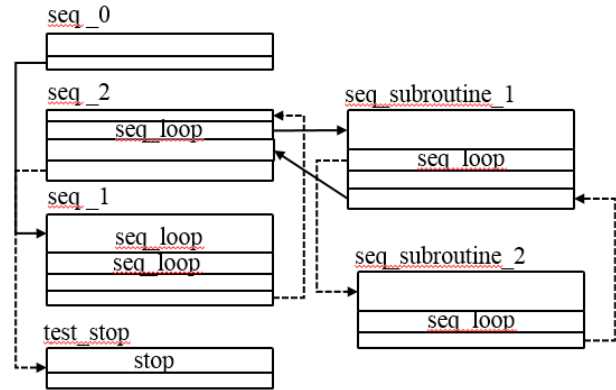 seq_0
seq_2
seq_loop
seq_1
seq_loop
seq_loop
test_stop
stop
seq_subroutine_1
seq_loop
seq_subroutine_2
seq_loop